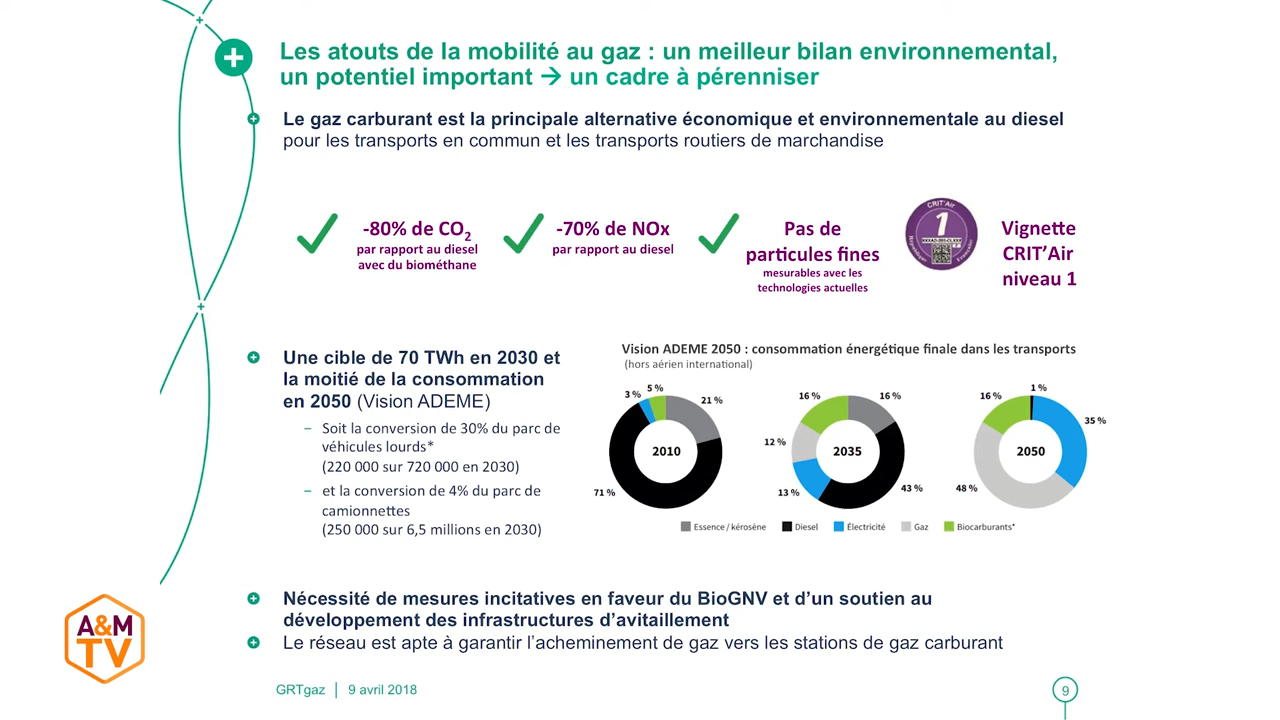 Les atouts de la mobilité au gaz : un meilleur bilan environnemental,
un potentiel important → un cadre à pérenniser
Le gaz carburant est la principale alternative économique et environnementale au diesel
pour les transports en commun et les transports routiers de marchandise
-80% de CO2
par rapport au diesel
avec du biométhane
-70% de NOx
par rapport au diesel
Pas de
particules fines
mesurables avec les
technologies actuelles
CRIT'Air
1
Vignette
CRIT'Air
niveau 1
Une cible de 70 TWh en 2030 et
la moitié de la consommation
en 2050 (Vision ADEME)
– Soit la conversion de 30% du parc de
véhicules lourds*
(220 000 sur 720 000 en 2030)
– et la conversion de 4% du parc de
camionnettes
(250 000 sur 6,5 millions en 2030)
Vision ADEME 2050 : consommation énergétique finale dans les transports
(hors aérien international)
3 % 5 % 21 %
2010
71 %
16 % 16 %
12 %
2035
13 % 43 %
16 % 1 %
35 %
2050
48 %
Essence / kérosène Diesel Électricité Gaz Biocarburants*
Nécessité de mesures incitatives en faveur du BioGNV et d'un soutien au
développement des infrastructures d'avitaillement
Le réseau est apte à garantir l'acheminement de gaz vers les stations de gaz carburant
A&M
TV
GRTgaz | 9 avril 2018
9